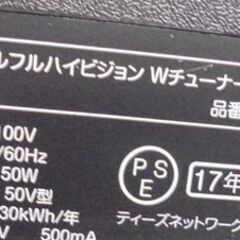 ルフルハイビジョン Wチューナー
品番
100V
/60Hz
50W
50V型
30kWh/年
V 500mA
PSE
17年
ティーズネットワーク